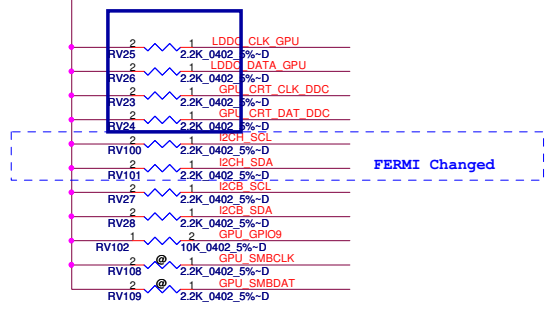 2 1 LDDC_CLK_GPU
RV25 2.2K_0402_5%~D
2 1 LDDC_DATA_GPU
RV26 2.2K_0402_5%~D
2 1 GPU_CRT_CLK_DDC
RV23 2.2K_0402_5%~D
2 1 GPU_CRT_DAT_DDC
RV24 2.2K_0402_5%~D
2 1 I2CH_SCL
RV100 2.2K_0402_5%~D
2 1 I2CH_SDA
FERMI Changed
RV101 2.2K_0402_5%~D
2 1 I2CB_SCL
RV27 2.2K_0402_5%~D
2 1 I2CB_SDA
RV28 2.2K_0402_5%~D
1 2 GPU_GPIO9
RV102 10K_0402_5%~D
2 @ 1 GPU_SMBCLK
RV108 2.2K_0402_5%~D
2 @ 1 GPU_SMBDAT
RV109 2.2K_0402_5%~D